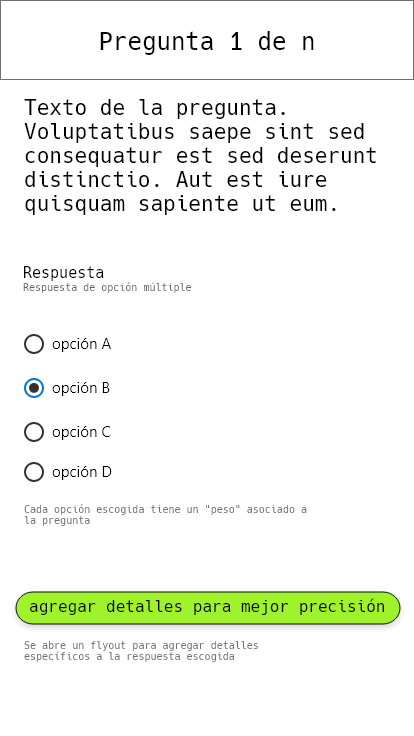 Pregunta 1 de n
Texto de la pregunta.
Voluptatibus saepe sint sed
consequatur est sed deserunt
distinctio. Aut est iure
quisquam sapiente ut eum.
Respuesta
Respuesta de opción múltiple
opción A
opción B
opción C
opción D
Cada opción escogida tiene un "peso" asociado a
la pregunta
agregar detalles para mejor precisión
Se abre un flyout para agregar detalles
específicos a la respuesta escogida